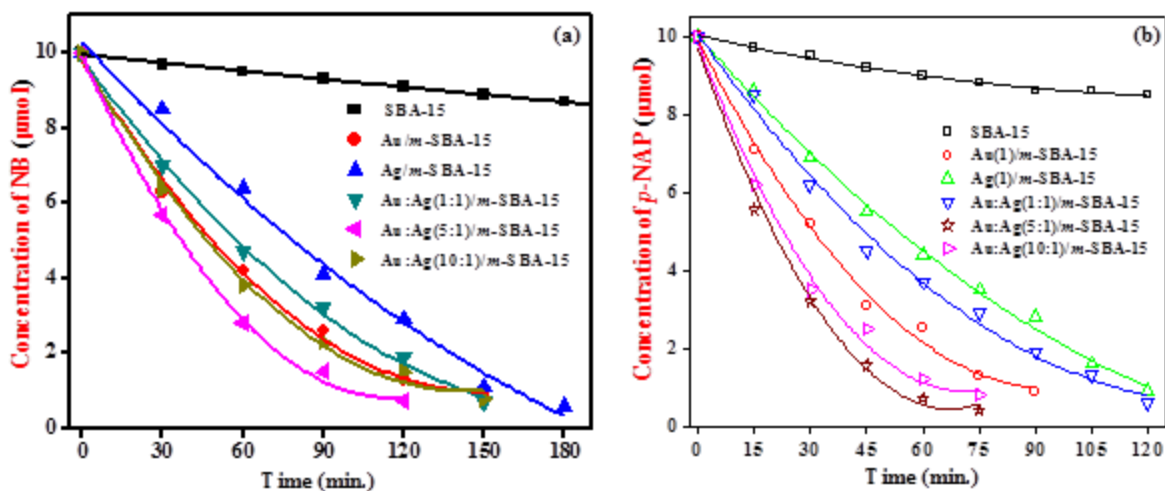 (a)
Concentration of NB (µmol)
10
8
6
4
2
0
SBA-15
Au/m-SBA-15
Ag/m-SBA-15
Au:Ag(1:1)/m-SBA-15
Au:Ag(5:1)/m-SBA-15
Au:Ag(10:1)/m-SBA-15
0 30 60 90 120 150 180
Time (min.)
(b)
Concentration of p-NAP (µmol)
10
8
6
4
2
0
SBA-15
Au(1)/m-SBA-15
Ag(1)/m-SBA-15
Au:Ag(1:1)/m-SBA-15
Au:Ag(5:1)/m-SBA-15
Au:Ag(10:1)/m-SBA-15
0 15 30 45 60 75 90 105 120
Time (min.)